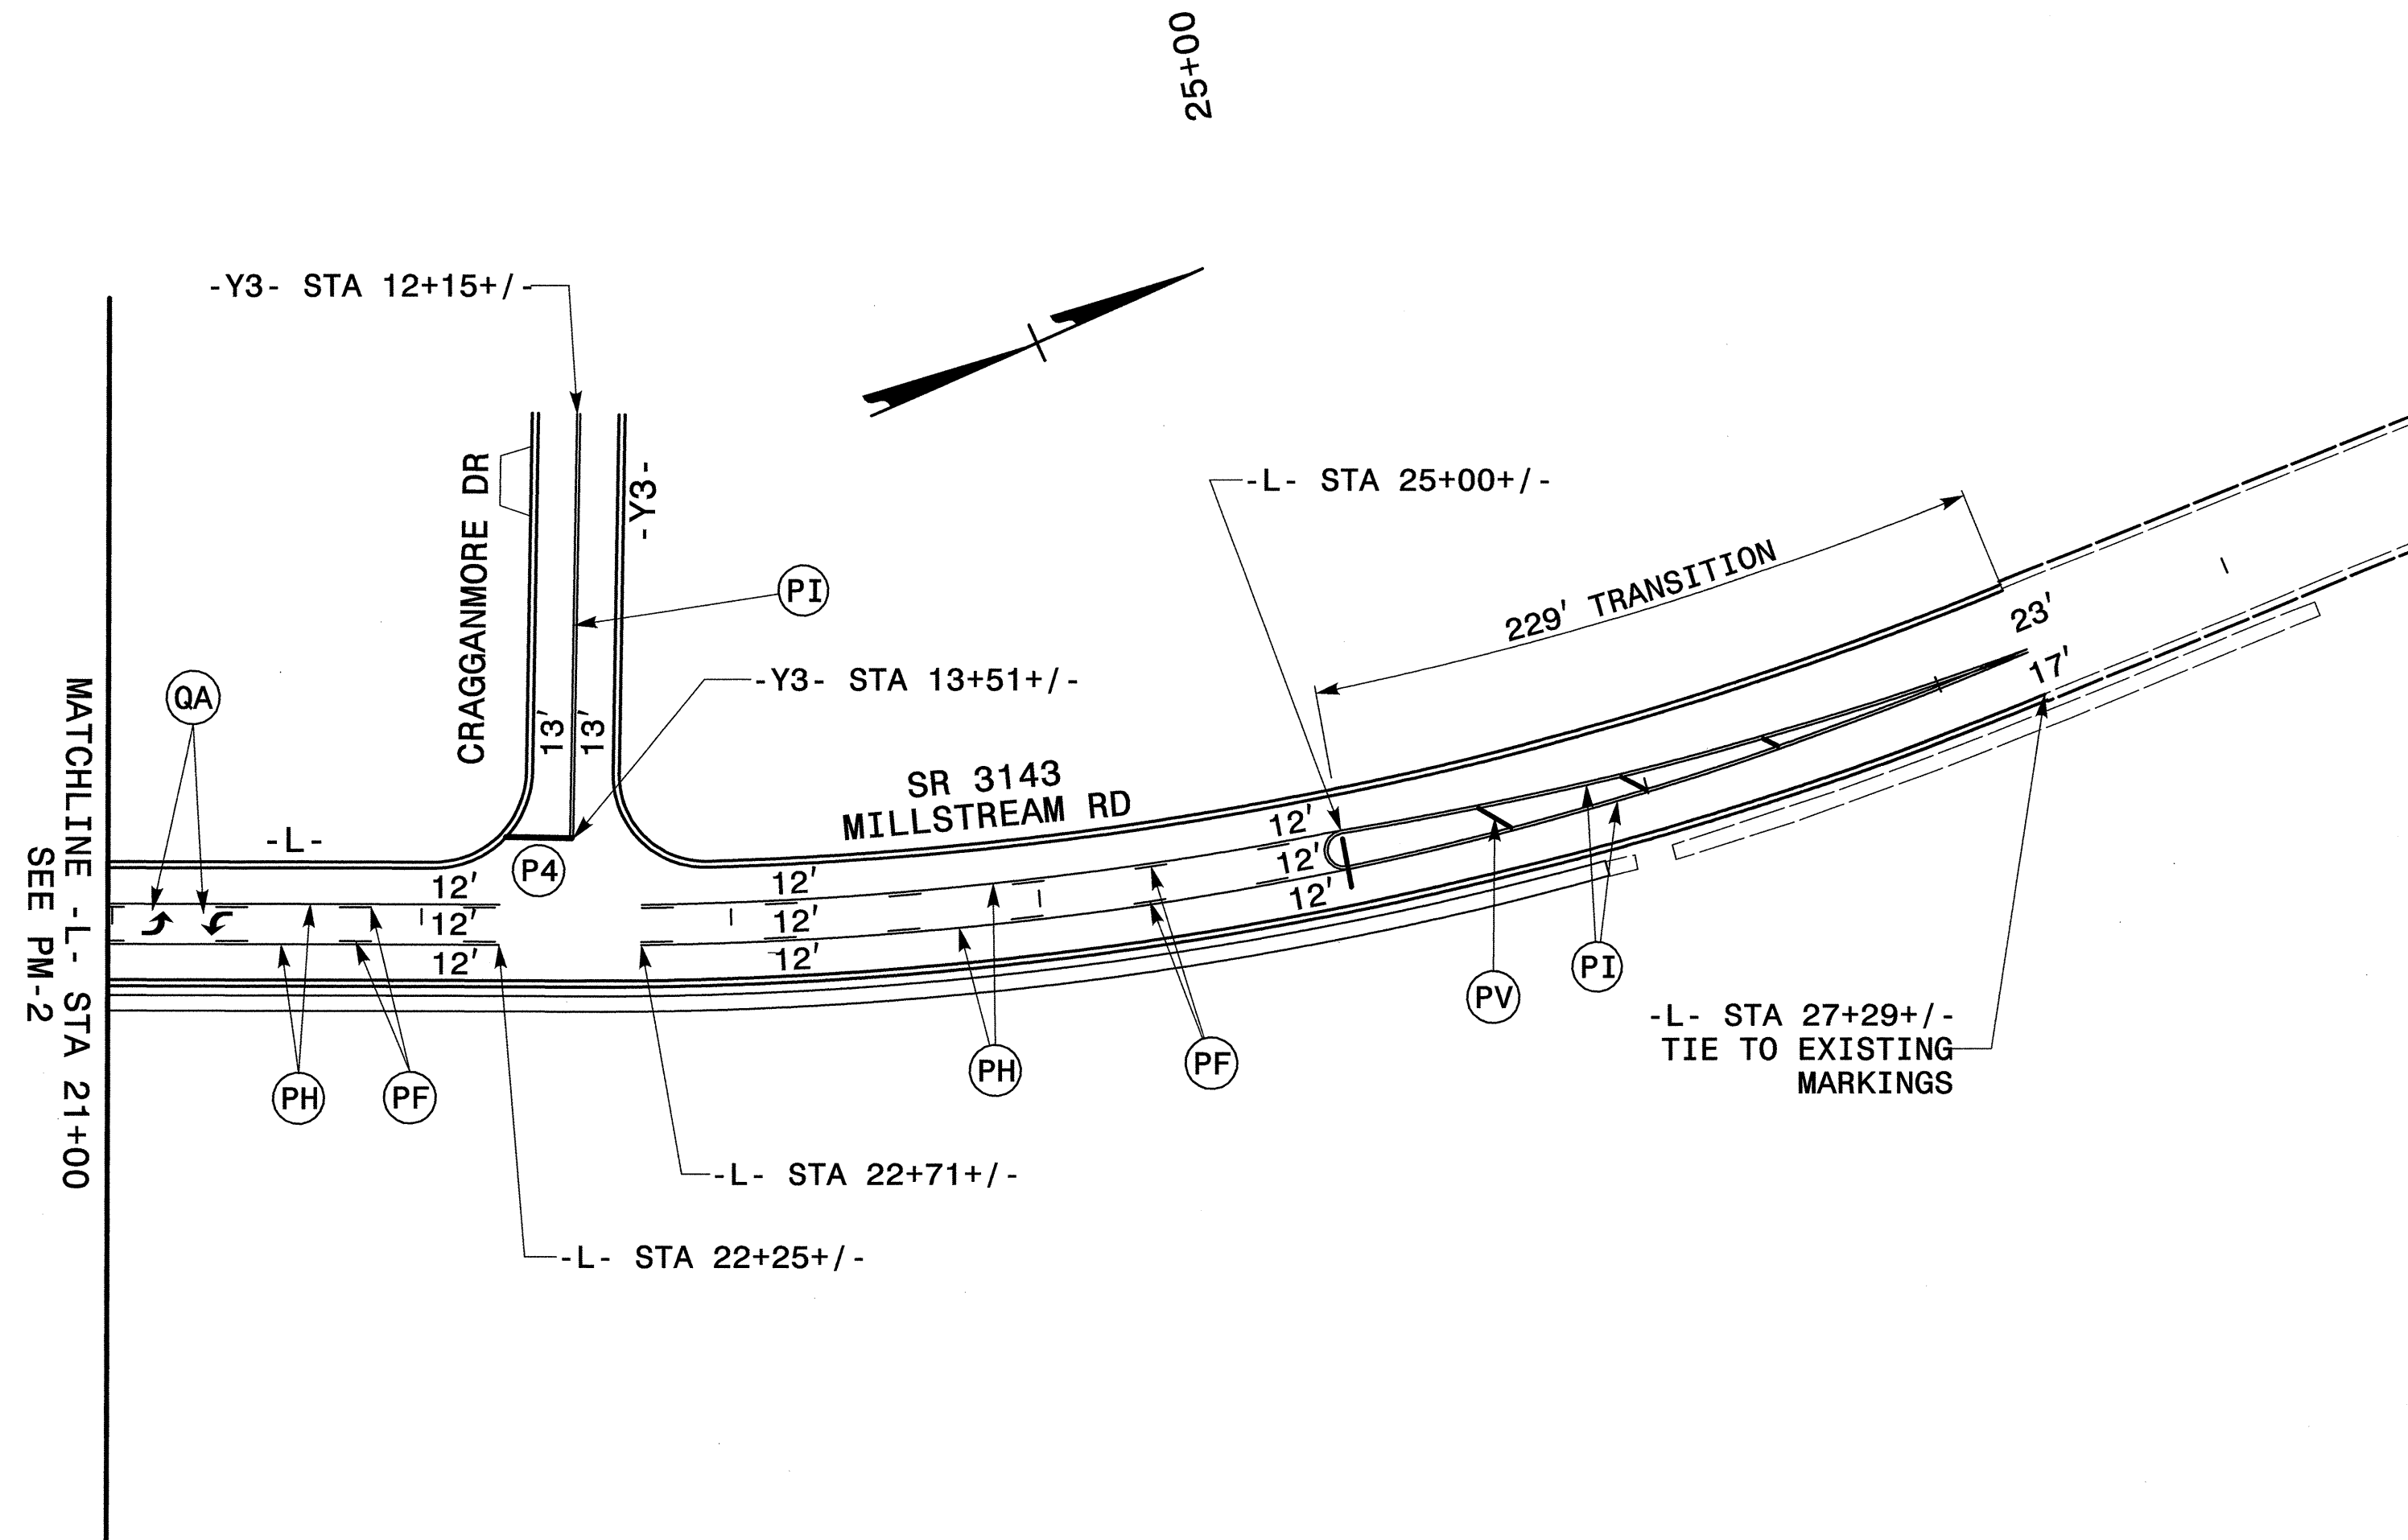 25+00
-Y3- STA 12+15+/-
CRAGGANMORE DR
-Y3-
PI
13'
13'
-Y3- STA 13+51+/-
P4
QA
MATCHLINE -L- STA 21+00
SEE PM-2
-L-
12'
12'
12'
PH
PF
SR 3143
MILLSTREAM RD
12'
12'
12'
PH
PF
-L- STA 22+71+/-
-L- STA 22+25+/-
-L- STA 25+00+/-
229' TRANSITION
12'
12'
12'
PV
PI
23'
17'
-L- STA 27+29+/-
TIE TO EXISTING
MARKINGS